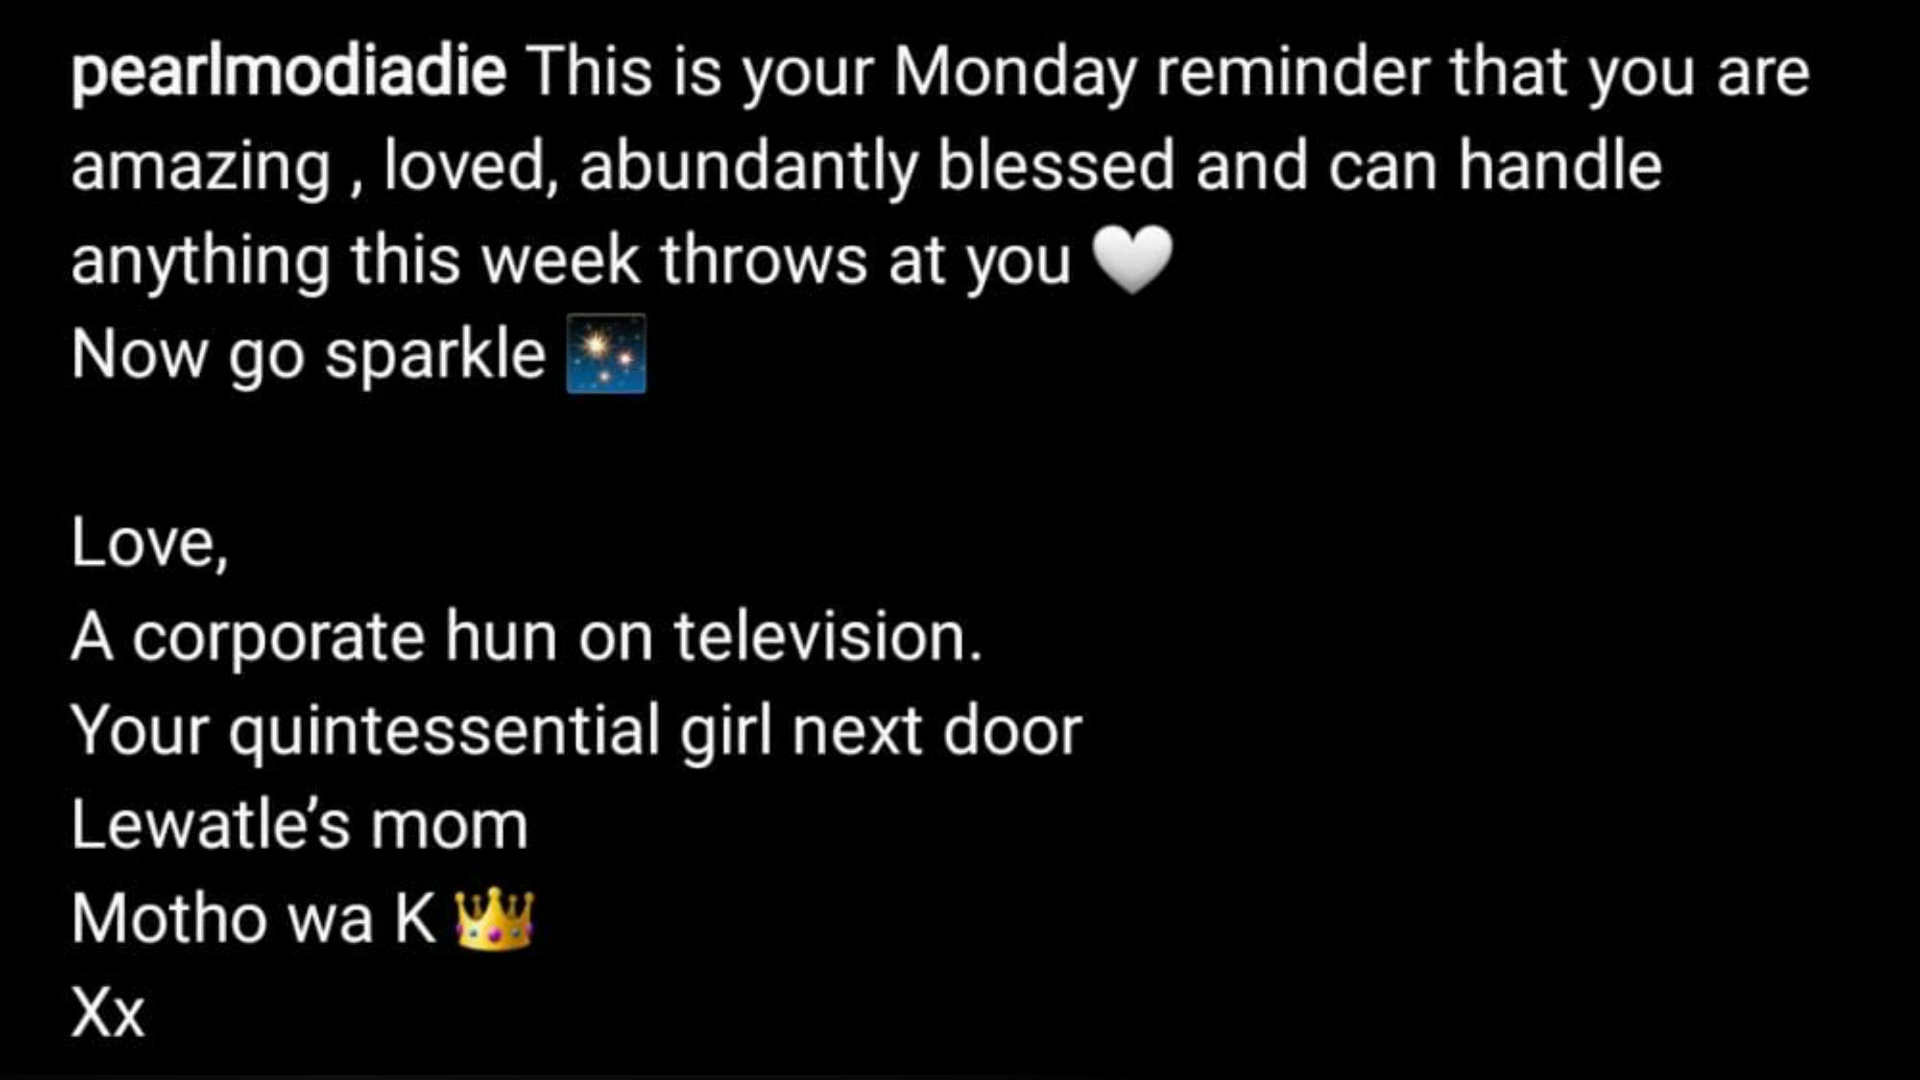 pearlmodiadie This is your Monday reminder that you are
amazing , loved, abundantly blessed and can handle
anything this week throws at you 🤍
Now go sparkle 🎇
Love,
A corporate hun on television.
Your quintessential girl next door
Lewatle’s mom
Motho wa K 👑
Xx